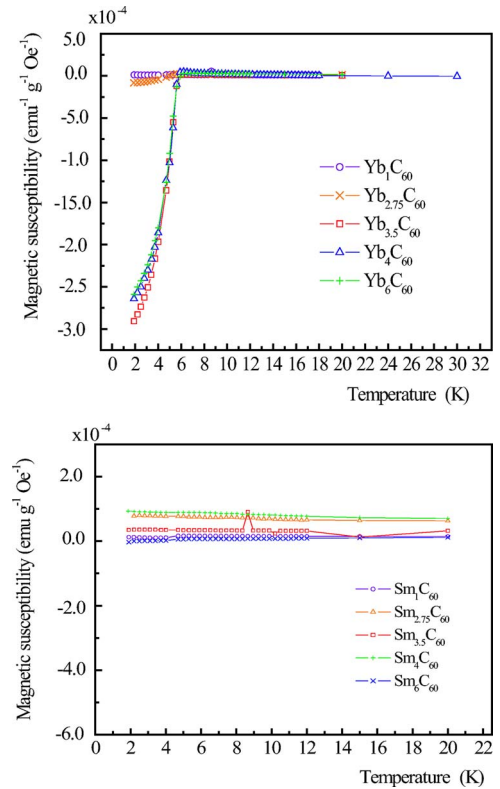 ×10⁻⁴
5.0
0.0
-5.0
-1.0
-1.5
-2.0
-2.5
-3.0
Magnetic susceptibility (emu⁻¹ g⁻¹ Oe⁻¹)
Yb₁C₆₀
Yb₂.₇₅C₆₀
Yb₃.₅C₆₀
Yb₄C₆₀
Yb₆C₆₀
0 2 4 6 8 10 12 14 16 18 20 22 24 26 28 30 32
Temperature (K)
×10⁻⁴
2.0
0.0
-2.0
-4.0
-6.0
Magnetic susceptibility (emu g⁻¹ Oe⁻¹)
Sm₁C₆₀
Sm₂.₇₅C₆₀
Sm₃.₅C₆₀
Sm₄C₆₀
Sm₆C₆₀
0 2 4 6 8 10 12 14 16 18 20 22
Temperature (K)